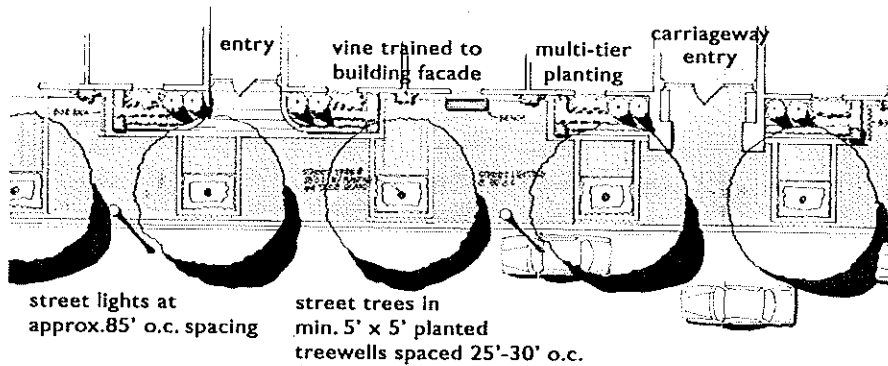 entry
vine trained to
building facade
multi-tier
planting
carriageway
entry
BENCH
street lights at
approx.85' o.c. spacing
street trees in
min. 5' x 5' planted
treewells spaced 25'-30' o.c.